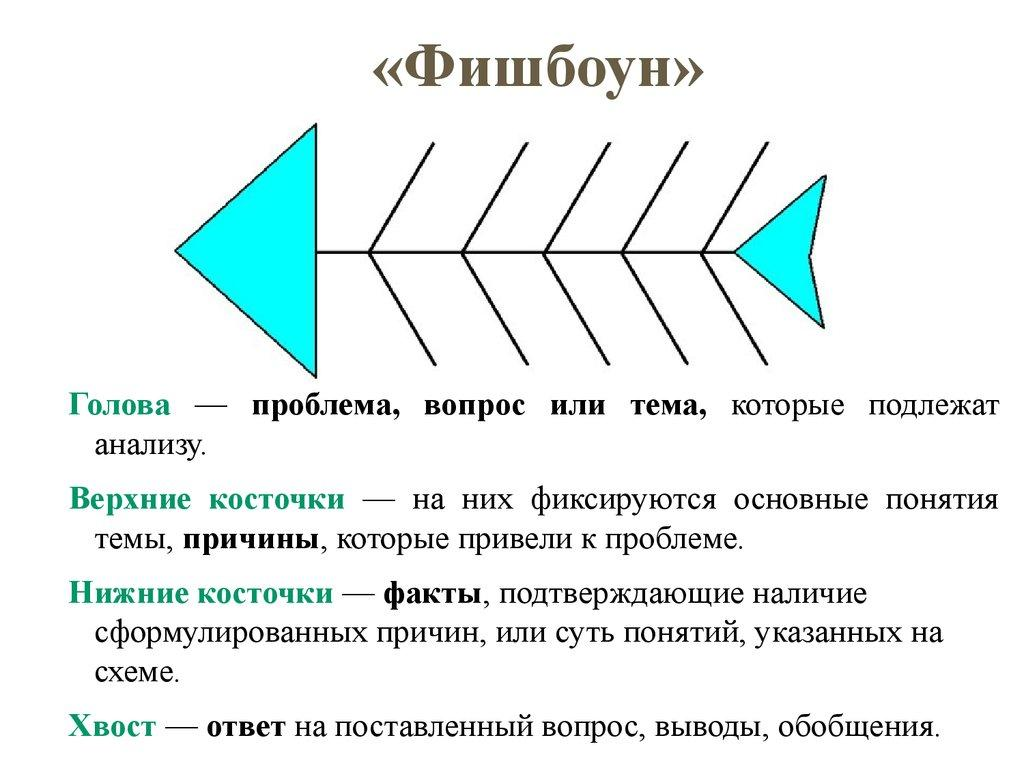 «Фишбоун»
Голова — проблема, вопрос или тема, которые подлежат
анализу.
Верхние косточки — на них фиксируются основные понятия
темы, причины, которые привели к проблеме.
Нижние косточки — факты, подтверждающие наличие
сформулированных причин, или суть понятий, указанных на
схеме.
Хвост — ответ на поставленный вопрос, выводы, обобщения.